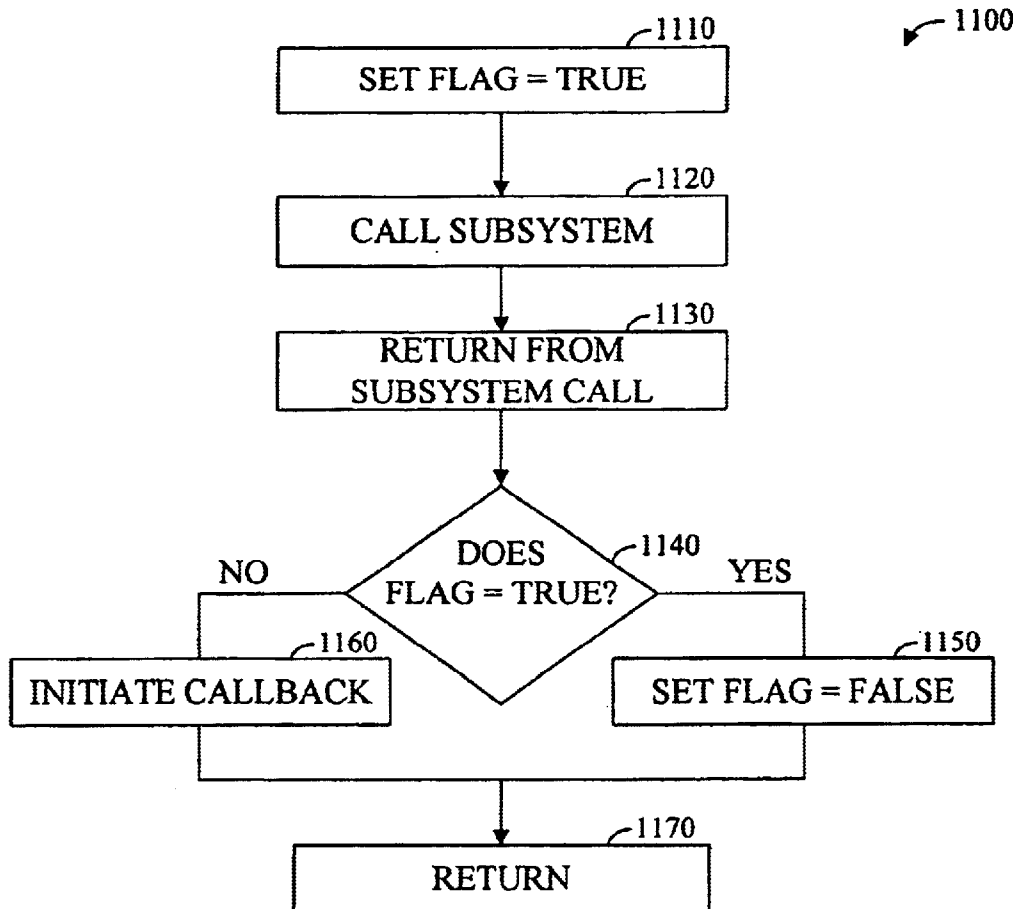 1100
1110
SET FLAG = TRUE
1120
CALL SUBSYSTEM
1130
RETURN FROM
SUBSYSTEM CALL
1140
DOES
FLAG = TRUE?
NO
YES
1160
INITIATE CALLBACK
1150
SET FLAG = FALSE
1170
RETURN